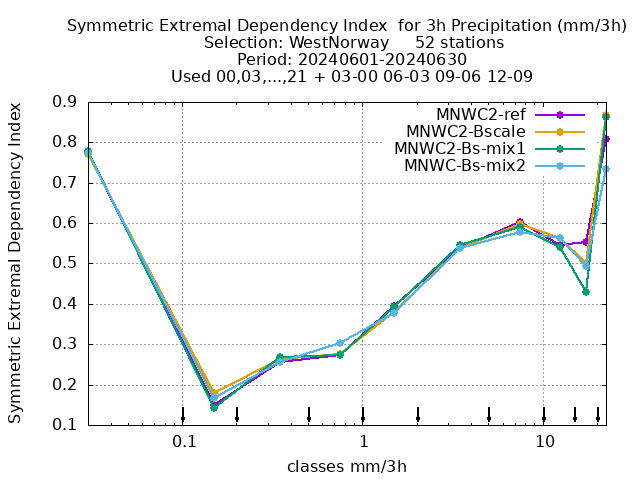 Symmetric Extremal Dependency Index  for 3h Precipitation (mm/3h)
Selection: WestNorway     52 stations
Period: 20240601-20240630
Used 00,03,...,21 + 03-00 06-03 09-06 12-09
Symmetric Extremal Dependency Index
0.9
0.8
0.7
0.6
0.5
0.4
0.3
0.2
0.1
MNWC2-ref
MNWC2-Bscale
MNWC2-Bs-mix1
MNWC-Bs-mix2
0.1
1
10
classes mm/3h